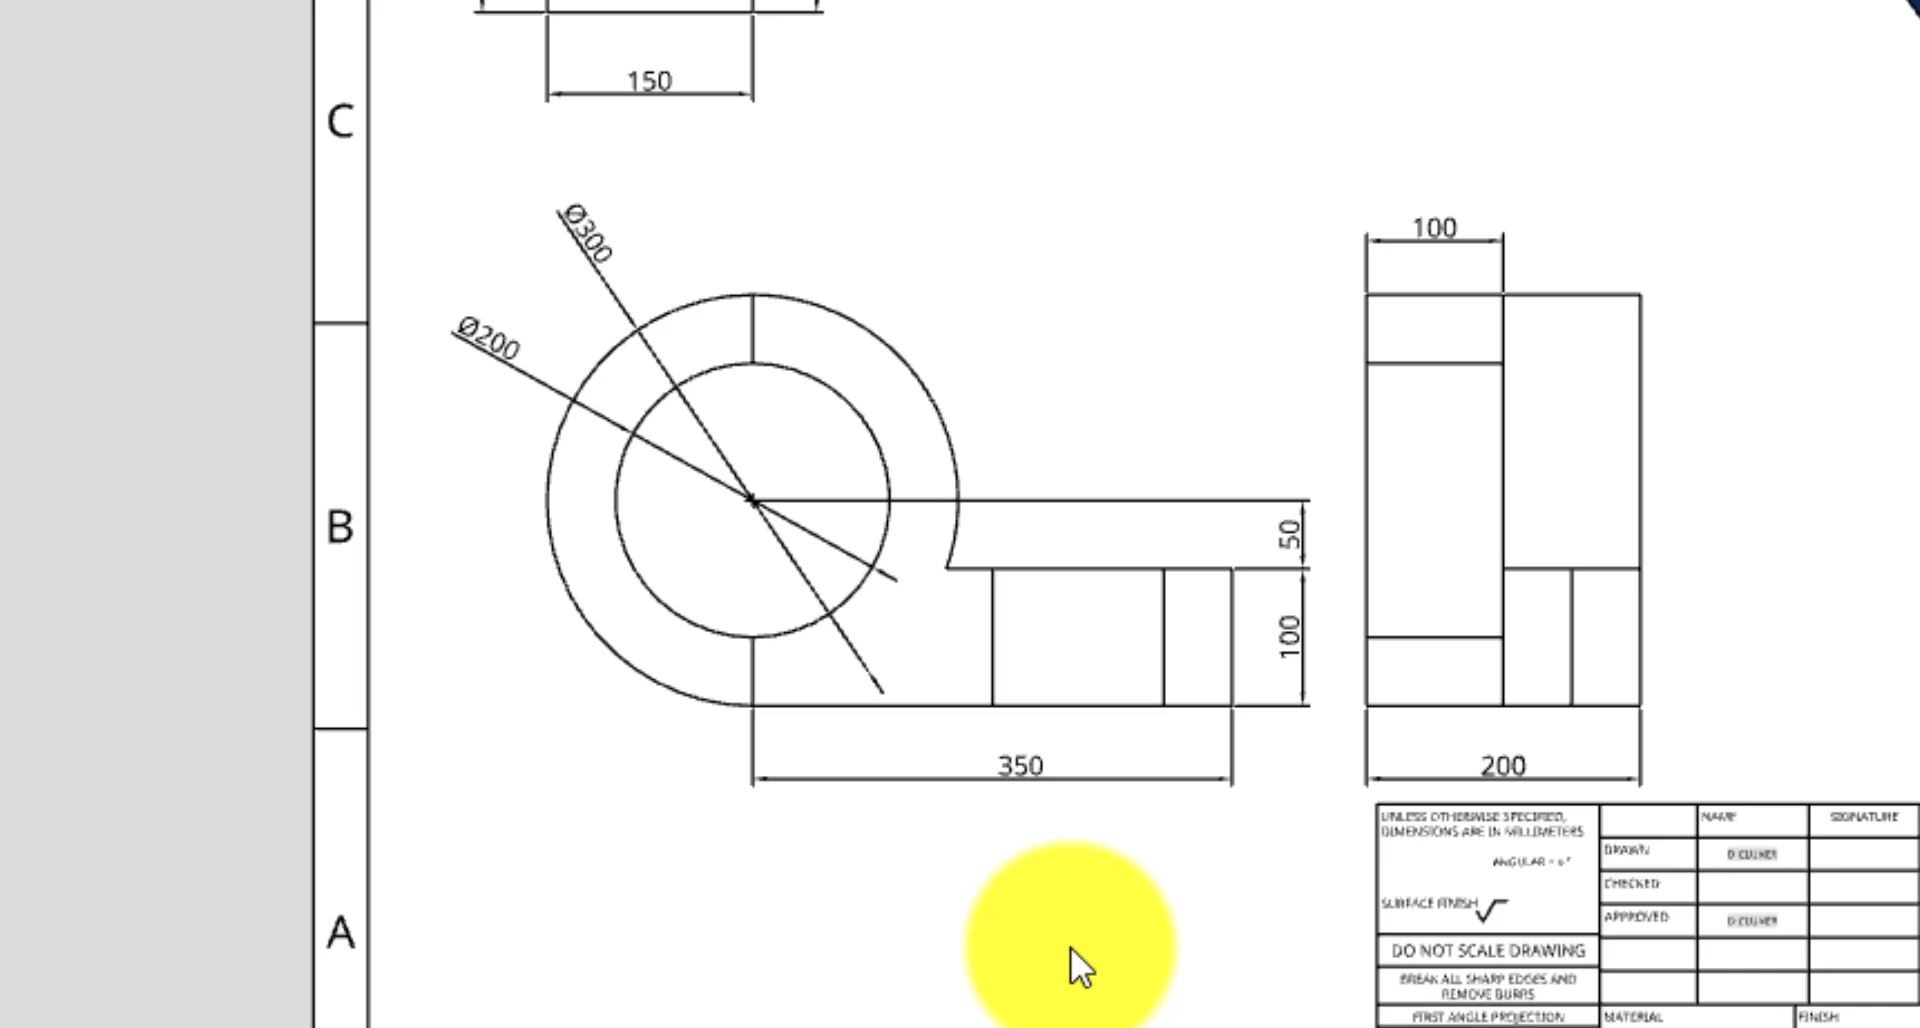 150
C
Ø300
Ø200
100
B
50
100
350
200
A
UNLESS OTHERWISE SPECIFIED,
DIMENSIONS ARE IN MILLIMETERS
ANGULAR =
SURFACE FINISH
DO NOT SCALE DRAWING
BREAK ALL SHARP EDGES AND
REMOVE BURRS
FIRST ANGLE PROJECTION
NAME
SIGNATURE
DRAWN
CHECKED
APPROVED
MATERIAL
FINISH